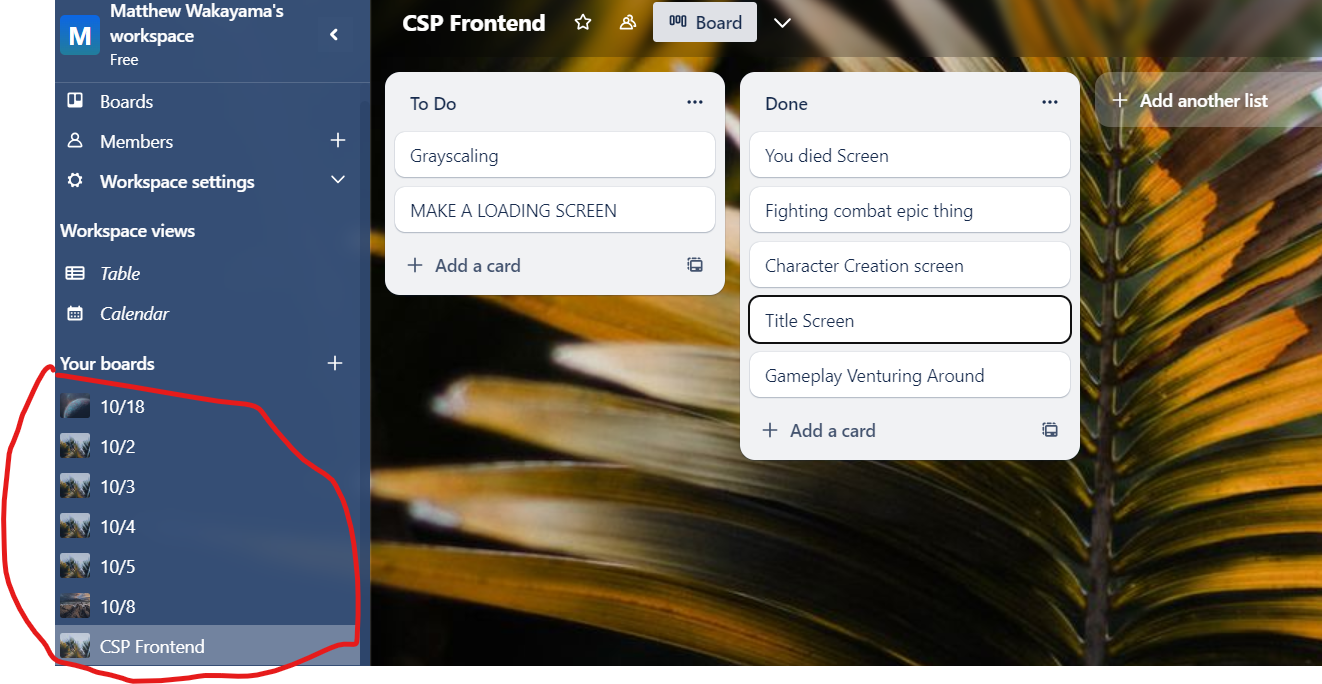 Matthew Wakayama's
workspace
M
Free
Boards
Members
Workspace settings
Workspace views
Table
Calendar
Your boards
10/18
10/2
10/3
10/4
10/5
10/8
CSP Frontend
CSP Frontend
Board
To Do
Grayscaling
MAKE A LOADING SCREEN
Add a card
Done
You died Screen
Fighting combat epic thing
Character Creation screen
Title Screen
Gameplay Venturing Around
Add a card
Add another list